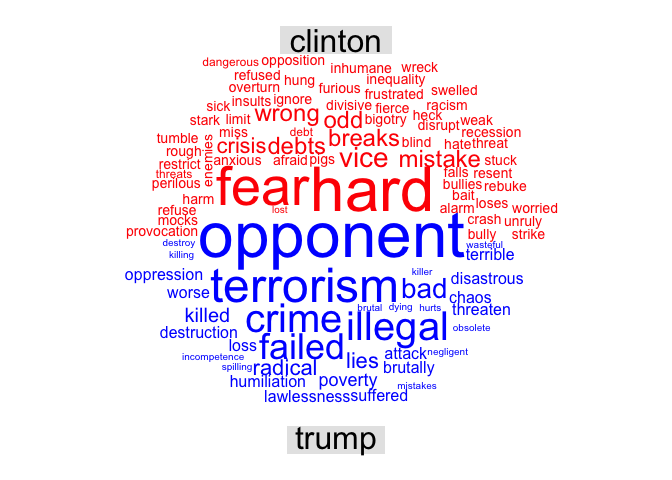 clinton
dangerous opposition inhumane wreck
refused hung inequality
overturn furious frustrated swelled
sick insults ignore divisive fierce racism
stark limit wrong odd bigotry heck weak
tumble miss debt breaks disrupt recession
rough crisis debts blind hate threat
restrict enemies anxious afraid pigs vice mistake stuck
threats falls resent
perilous fear hard bullies rebuke
harm bait
refuse lost alarm loses worried
mocks crash unruly
provocation opponent bully strike
destroy wasteful
killing terrible
oppression terrorism killer disastrous
worse bad chaos
killed crime brutal dying hurts illegal threaten
destruction obsolete
loss failed lies attack negligent
incompetence radical brutally
spilling
humiliation poverty mistakes
lawlessness suffered
trump